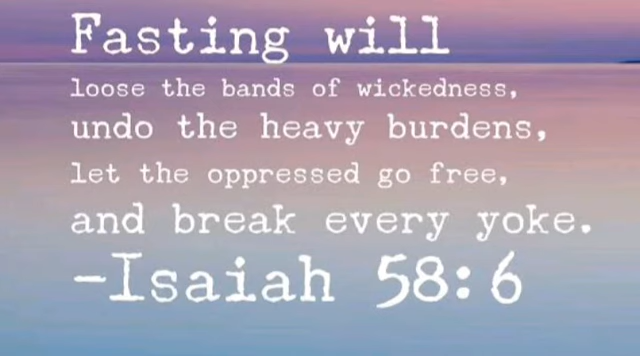 Fasting will
loose the bands of wickedness,
undo the heavy burdens,
let the oppressed go free,
and break every yoke.
-Isaiah 58:6